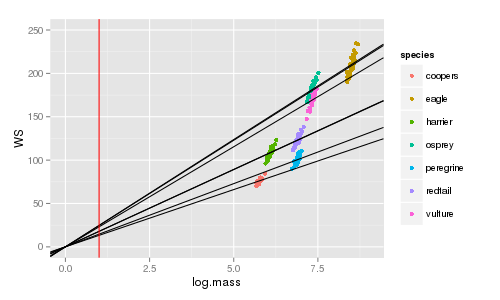 250
200
150
100
50
0
WS
0.0 2.5 5.0 7.5
log.mass
species
coopers
eagle
harrier
osprey
peregrine
redtail
vulture